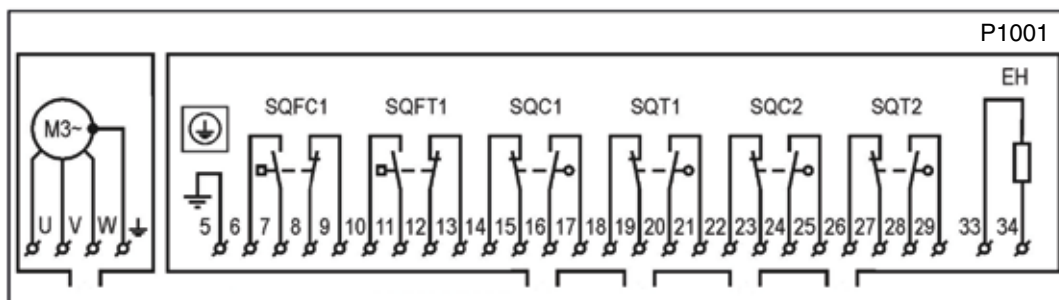 P1001
EH
SQFC1 SQFT1 SQC1 SQT1 SQC2 SQT2
M3~
U V W 5 6 7 8 9 10 11 12 13 14 15 16 17 18 19 20 21 22 23 24 25 26 27 28 29 33 34